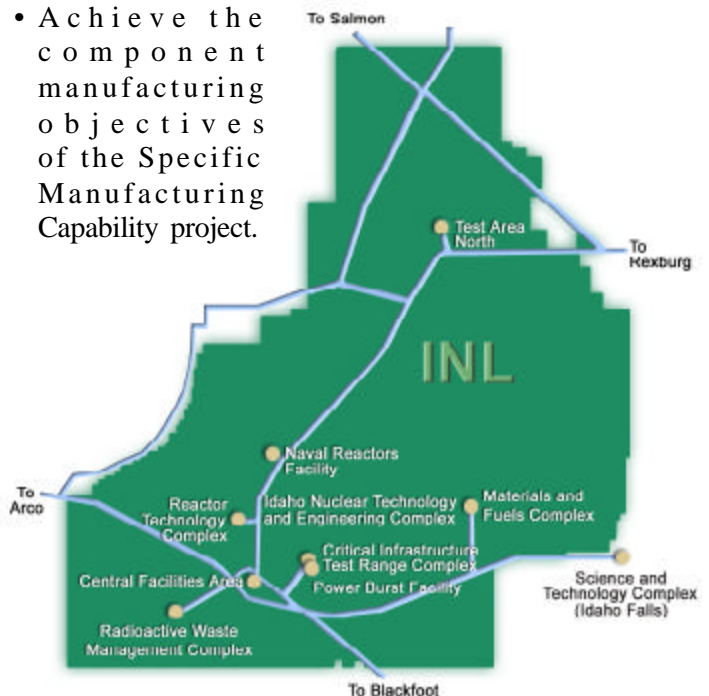 • Achieve the
component
manufacturing
objectives
of the Specific
Manufacturing
Capability project.
To Salmon
Test Area
North
To
Rexburg
INL
Naval Reactors
Facility
To
Arco
Reactor
Technology
Complex
Idaho Nuclear Technology
and Engineering Complex
Materials and
Fuels Complex
Critical Infrastructure
Test Range Complex
Power Burst Facility
Central Facilities Area
Science and
Technology Complex
(Idaho Falls)
Radioactive Waste
Management Complex
To Blackfoot